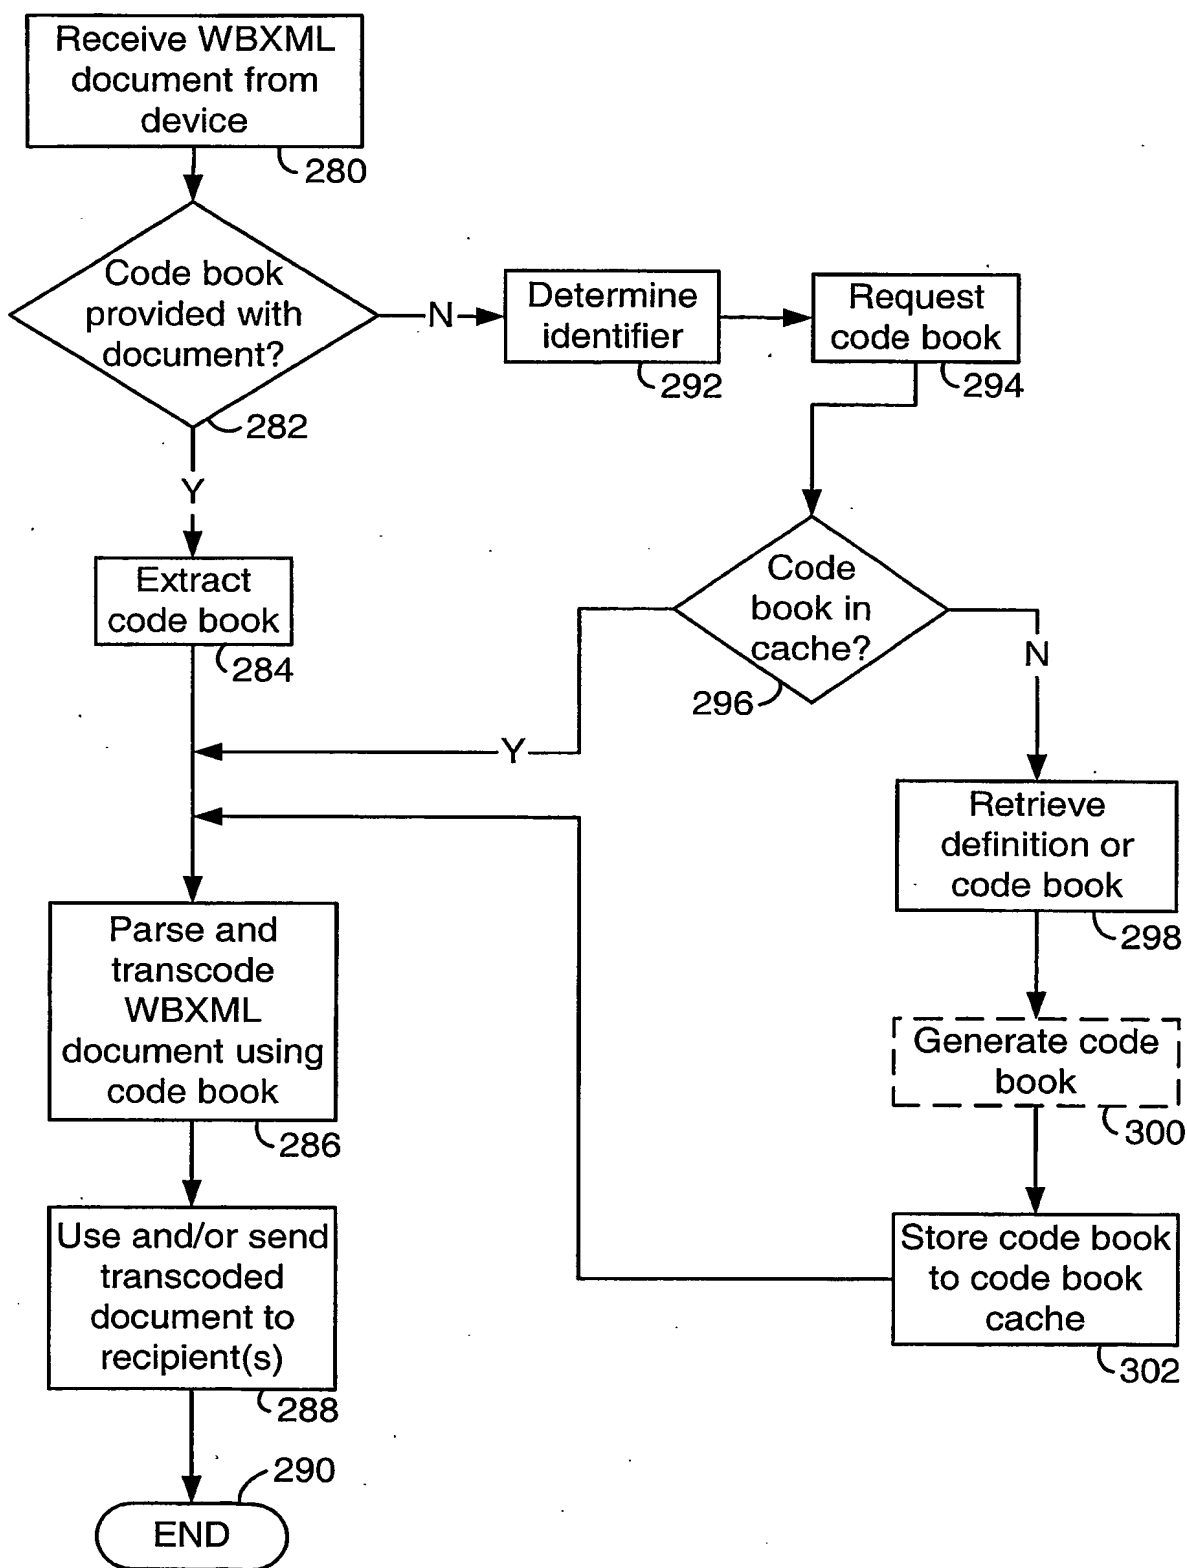 Receive WBXML
document from
device
280
Code book
provided with
document?
282
N
Determine
identifier
292
Request
code book
294
Y
Extract
code book
284
Code
book in
cache?
296
Y
N
Retrieve
definition or
code book
298
Parse and
transcode
WBXML
document using
code book
286
Generate code
book
300
Use and/or send
transcoded
document to
recipient(s)
288
Store code book
to code book
cache
302
290
END